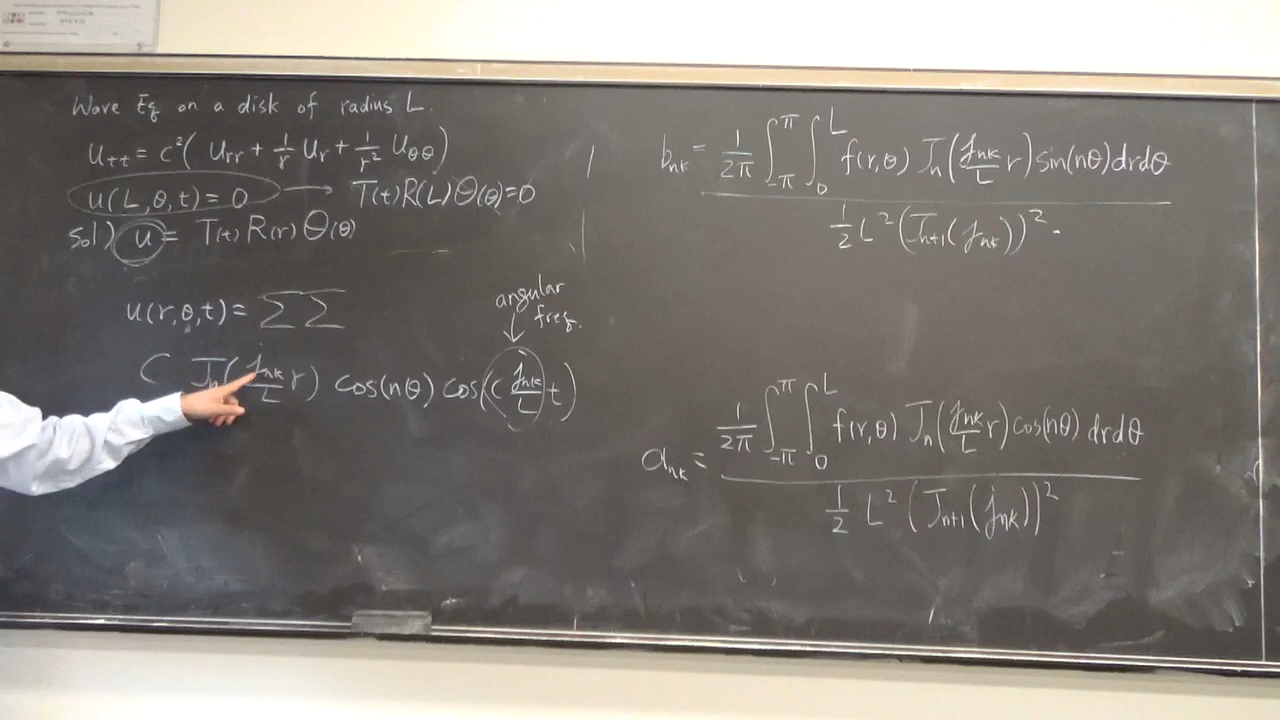 Wave Eq on a disk of radius L.
u_tt = c²( u_rr + 1/r u_r + 1/r² u_θθ )
u(L,θ,t) = 0 → T(t)R(L)Θ(θ)=0
sol) u = T(t) R(r) Θ(θ)
u(r,θ,t) = ∑ ∑
angular
freq.
C J_n( j_nk/L r) cos(nθ) cos(c j_nk/L t)
b_nk = 1/2π ∫_-π^π ∫_0^L f(r,θ) J_n( j_nk/L r) sin(nθ) dr dθ
1/2 L² (J_n+1( j_nk ))².
a_nk = 1/2π ∫_-π^π ∫_0^L f(r,θ) J_n( j_nk/L r) cos(nθ) dr dθ
1/2 L² (J_n+1( j_nk ))²